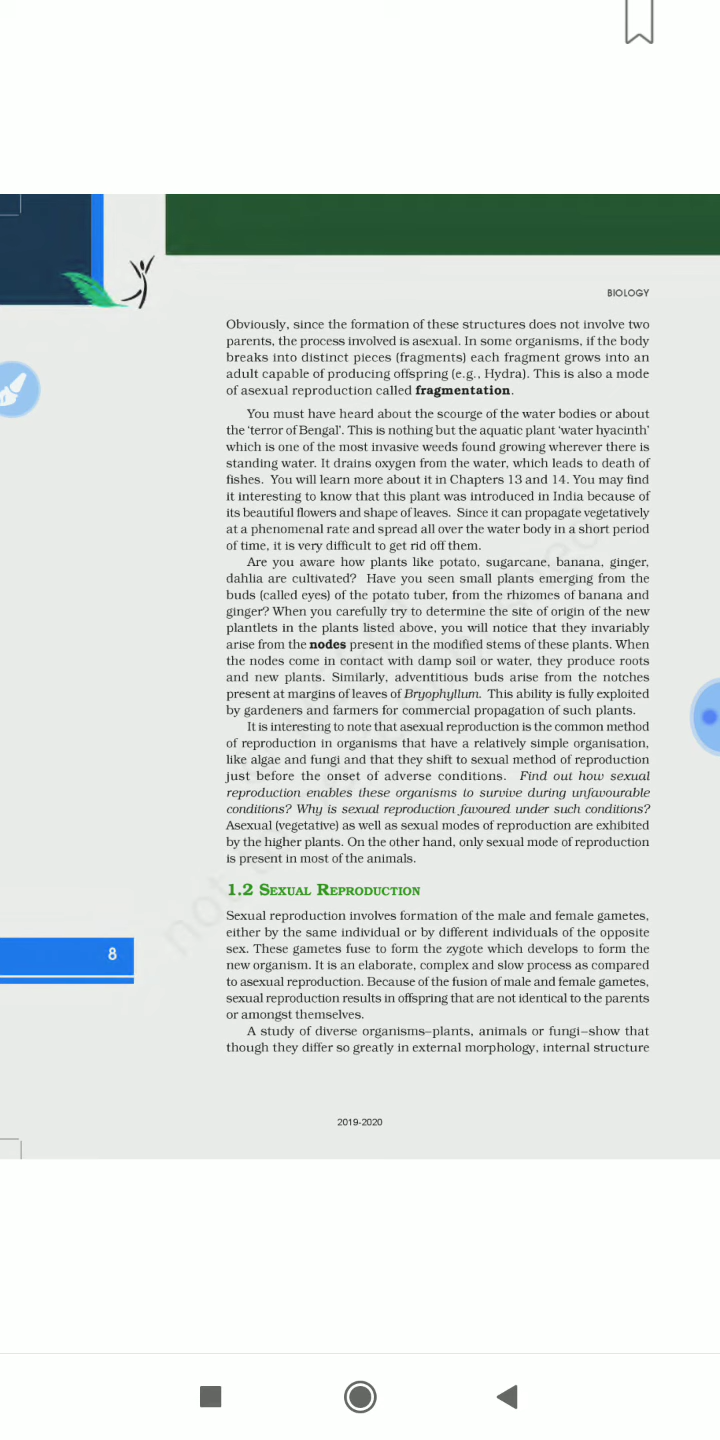 BIOLOGY
Obviously, since the formation of these structures does not involve two
parents, the process involved is asexual. In some organisms, if the body
breaks into distinct pieces (fragments) each fragment grows into an
adult capable of producing offspring (e.g., Hydra). This is also a mode
of asexual reproduction called fragmentation.
You must have heard about the scourge of the water bodies or about
the ‘terror of Bengal’. This is nothing but the aquatic plant ‘water hyacinth’
which is one of the most invasive weeds found growing wherever there is
standing water. It drains oxygen from the water, which leads to death of
fishes. You will learn more about it in Chapters 13 and 14. You may find
it interesting to know that this plant was introduced in India because of
its beautiful flowers and shape of leaves. Since it can propagate vegetatively
at a phenomenal rate and spread all over the water body in a short period
of time, it is very difficult to get rid off them.
Are you aware how plants like potato, sugarcane, banana, ginger,
dahlia are cultivated? Have you seen small plants emerging from the
buds (called eyes) of the potato tuber, from the rhizomes of banana and
ginger? When you carefully try to determine the site of origin of the new
plantlets in the plants listed above, you will notice that they invariably
arise from the nodes present in the modified stems of these plants. When
the nodes come in contact with damp soil or water, they produce roots
and new plants. Similarly, adventitious buds arise from the notches
present at margins of leaves of Bryophyllum. This ability is fully exploited
by gardeners and farmers for commercial propagation of such plants.
It is interesting to note that asexual reproduction is the common method
of reproduction in organisms that have a relatively simple organisation,
like algae and fungi and that they shift to sexual method of reproduction
just before the onset of adverse conditions. Find out how sexual
reproduction enables these organisms to survive during unfavourable
conditions? Why is sexual reproduction favoured under such conditions?
Asexual (vegetative) as well as sexual modes of reproduction are exhibited
by the higher plants. On the other hand, only sexual mode of reproduction
is present in most of the animals.
1.2 SEXUAL REPRODUCTION
Sexual reproduction involves formation of the male and female gametes,
either by the same individual or by different individuals of the opposite
sex. These gametes fuse to form the zygote which develops to form the
new organism. It is an elaborate, complex and slow process as compared
to asexual reproduction. Because of the fusion of male and female gametes,
sexual reproduction results in offspring that are not identical to the parents
or amongst themselves.
A study of diverse organisms–plants, animals or fungi–show that
though they differ so greatly in external morphology, internal structure
8
2019-2020